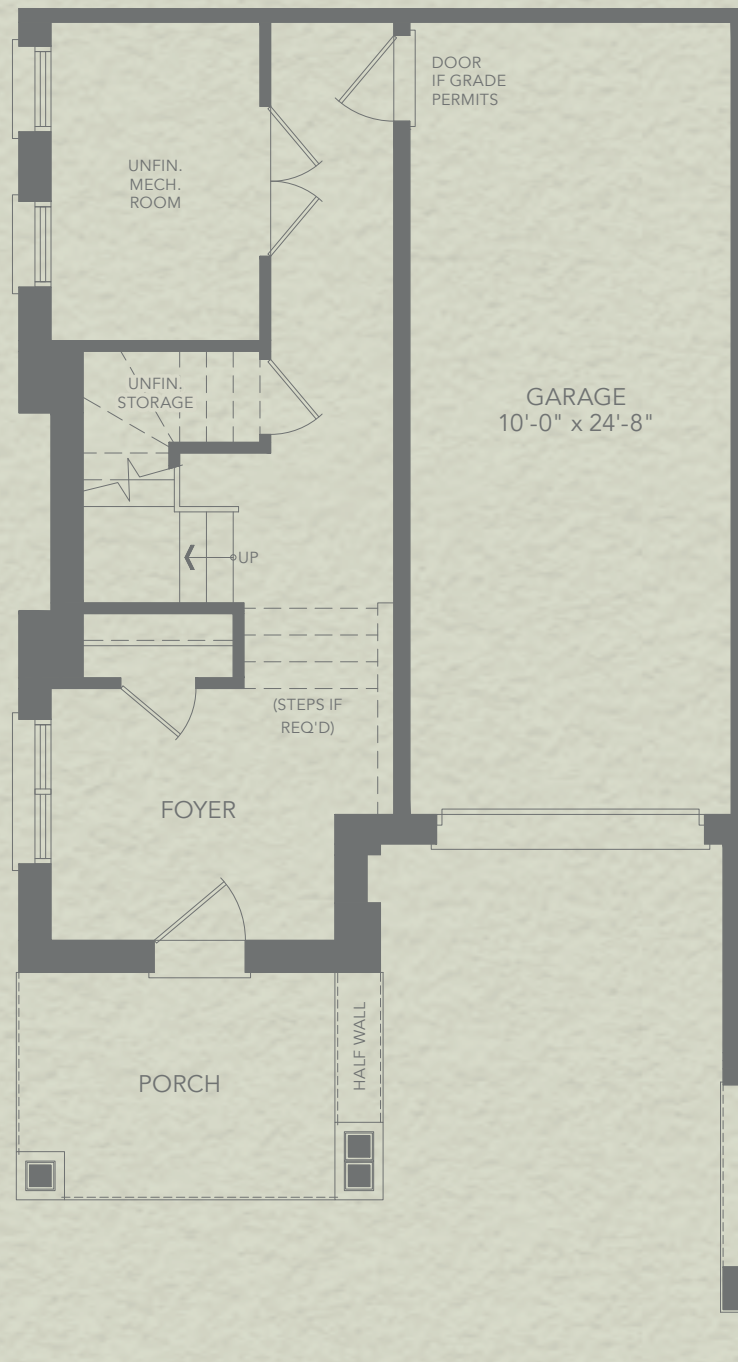 DOOR
IF GRADE
PERMITS
UNFIN.
MECH.
ROOM
UNFIN.
STORAGE
GARAGE
10'-0" x 24'-8"
UP
(STEPS IF
REQ'D)
FOYER
HALF WALL
PORCH